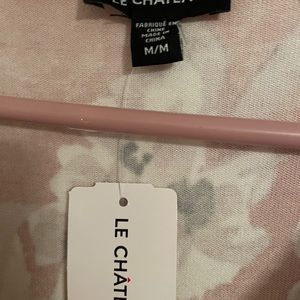 LE CHÂTEA
FABRIQUÉ EN
CHINE
MADE IN
CHINA
M/M
LE CHÂTE